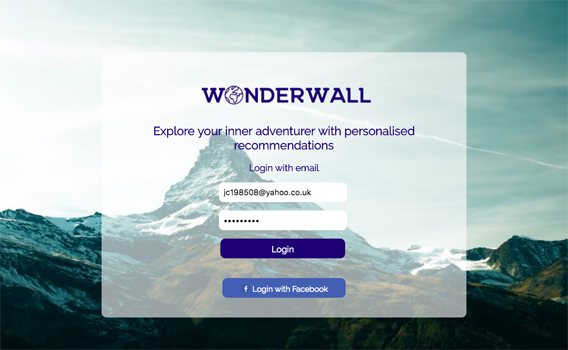 WONDERWALL
Explore your inner adventurer with personalised
recommendations
Login with email
jc198508@yahoo.co.uk
•••••••••
Login
f Login with Facebook